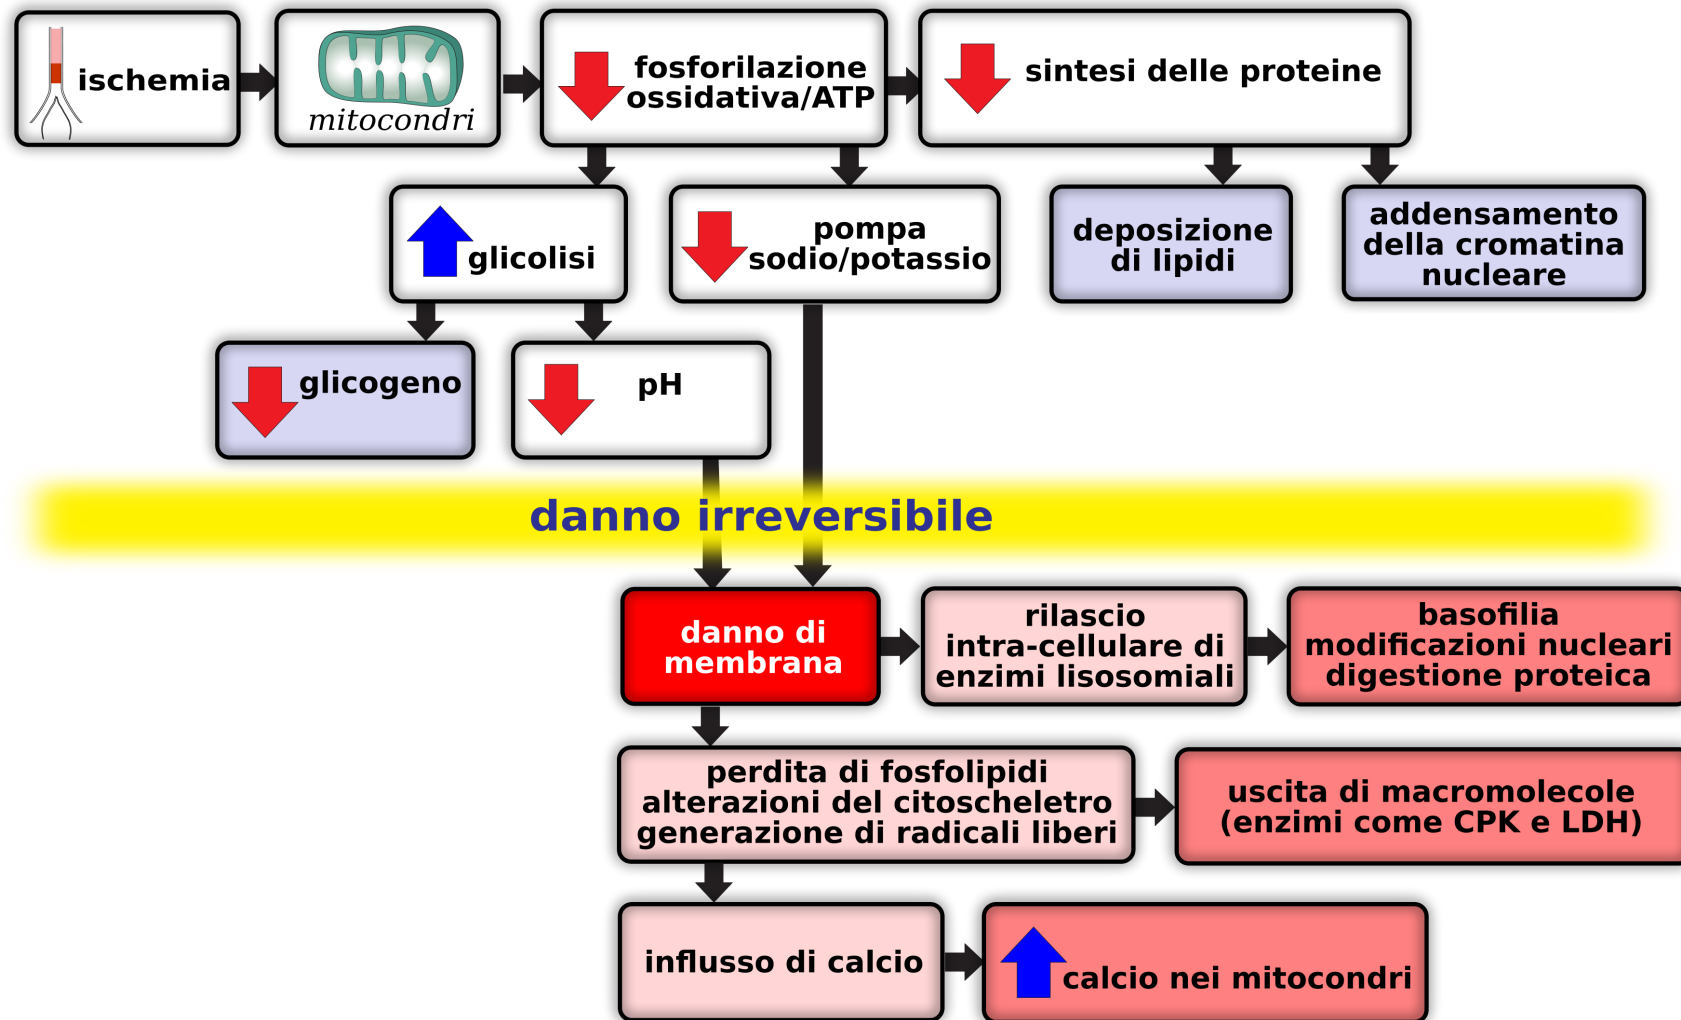 ischemia
mitocondri
fosforilazione
ossidativa/ATP
sintesi delle proteine
glicolisi
pompa
sodio/potassio
deposizione
di lipidi
addensamento
della cromatina
nucleare
glicogeno
pH
danno irreversibile
danno di
membrana
rilascio
intra-cellulare di
enzimi lisosomiali
basofilia
modificazioni nucleari
digestione proteica
perdita di fosfolipidi
alterazioni del citoscheletro
generazione di radicali liberi
uscita di macromolecole
(enzimi come CPK e LDH)
influsso di calcio
calcio nei mitocondri